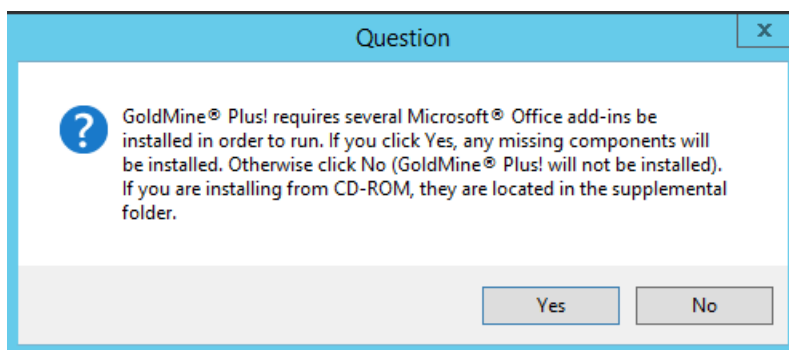 Question
x
GoldMine® Plus! requires several Microsoft® Office add-ins be
installed in order to run. If you click Yes, any missing components will
be installed. Otherwise click No (GoldMine® Plus! will not be installed).
If you are installing from CD-ROM, they are located in the supplemental
folder.
Yes
No